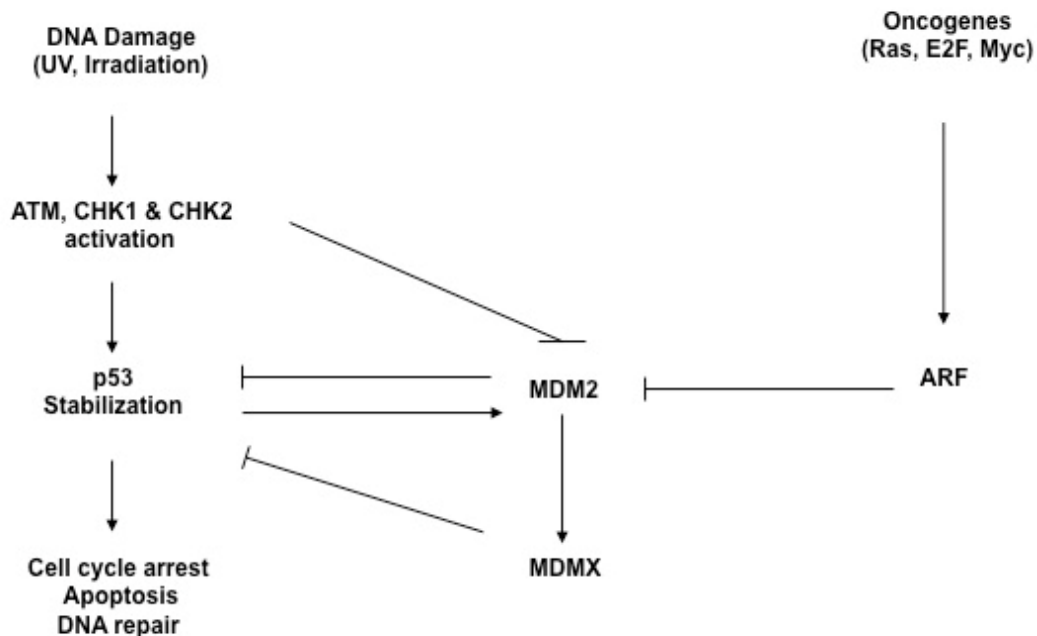 DNA Damage
(UV, Irradiation)
Oncogenes
(Ras, E2F, Myc)
ATM, CHK1 & CHK2
activation
p53
Stabilization
MDM2
ARF
Cell cycle arrest
Apoptosis
DNA repair
MDMX